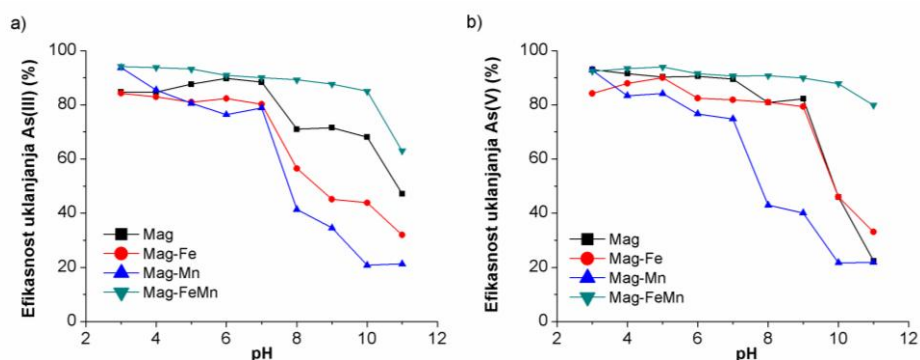 a)
Efikasnost uklanjanja As(III) (%)
100
80
60
40
20
0
Mag
Mag-Fe
Mag-Mn
Mag-FeMn
2 4 6 8 10 12
pH
b)
Efikasnost uklanjanja As(V) (%)
100
80
60
40
20
0
Mag
Mag-Fe
Mag-Mn
Mag-FeMn
2 4 6 8 10 12
pH